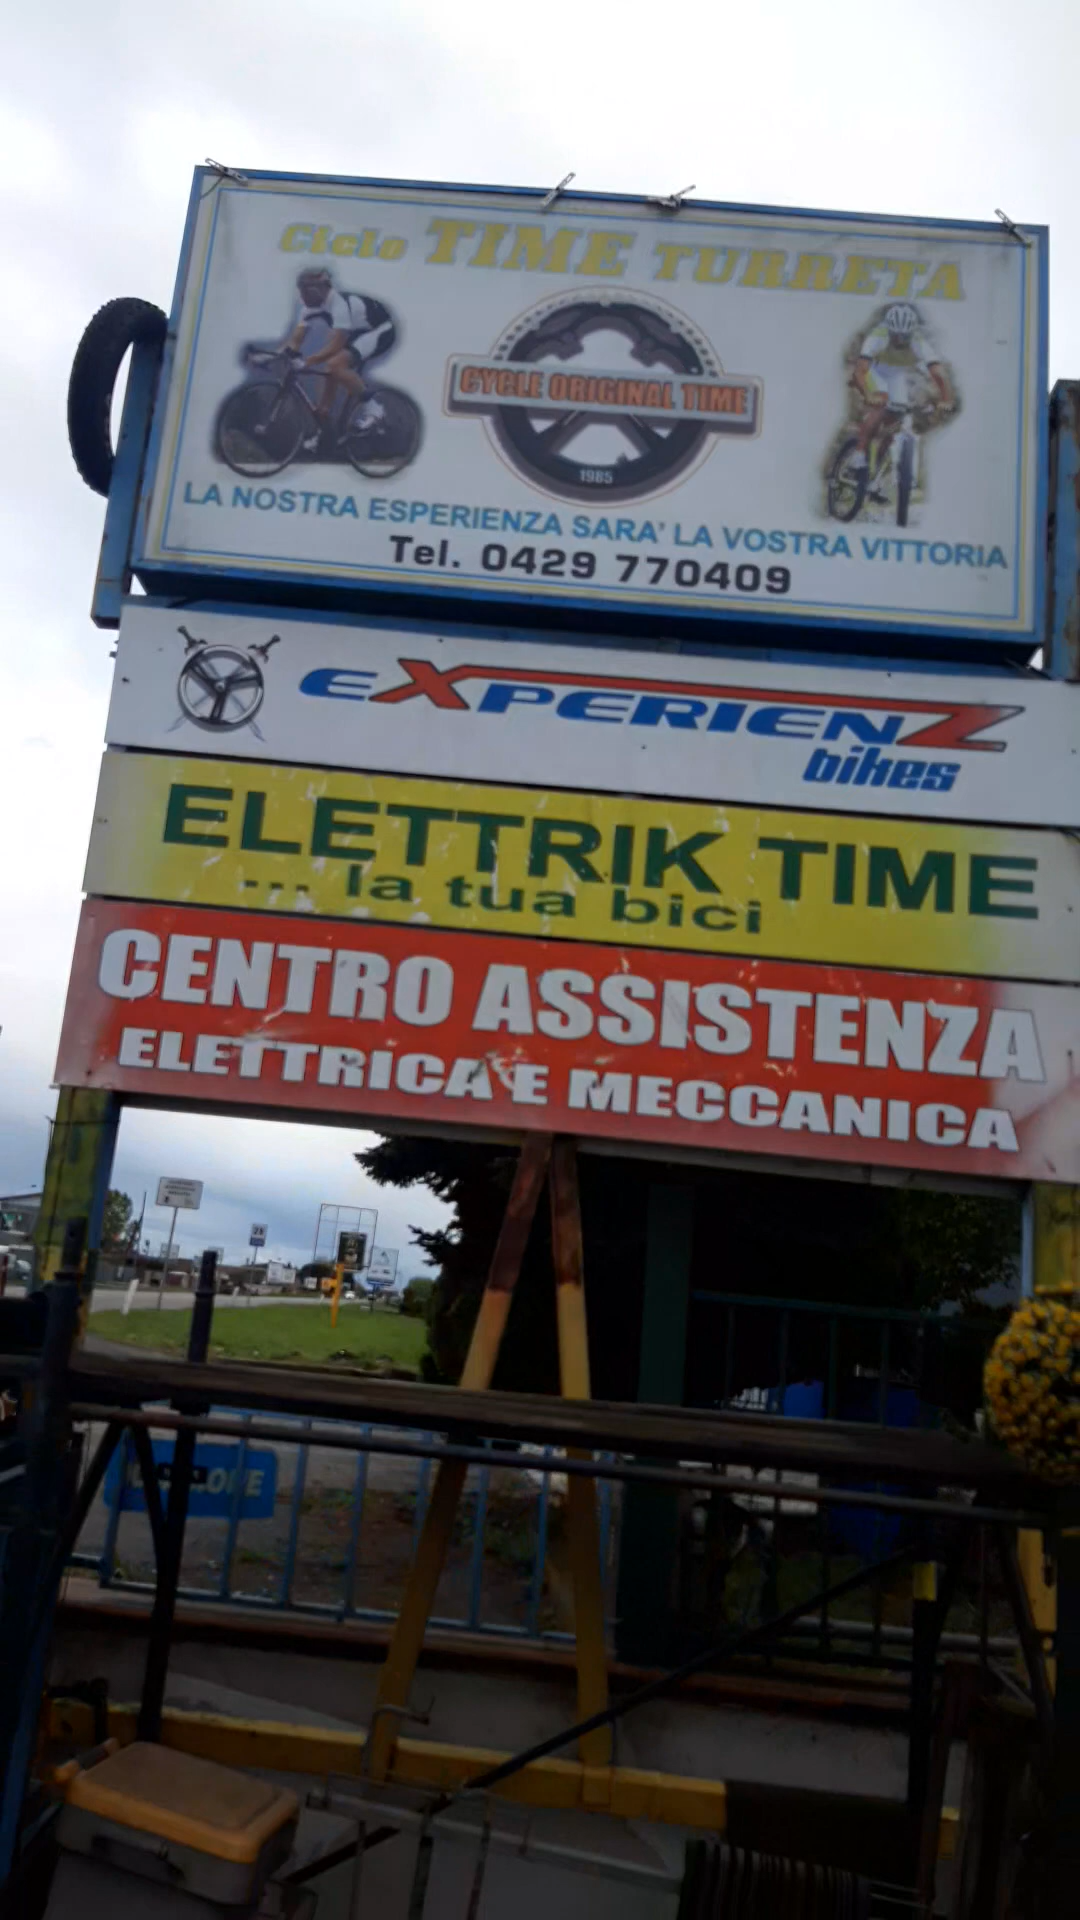 Ciclo TIME TURRETA
CYCLE ORIGINAL TIME
1985
LA NOSTRA ESPERIENZA SARA' LA VOSTRA VITTORIA
Tel. 0429 770409
eXPERIENZ
bikes
ELETTRIK TIME
... la tua bici
CENTRO ASSISTENZA
ELETTRICA E MECCANICA